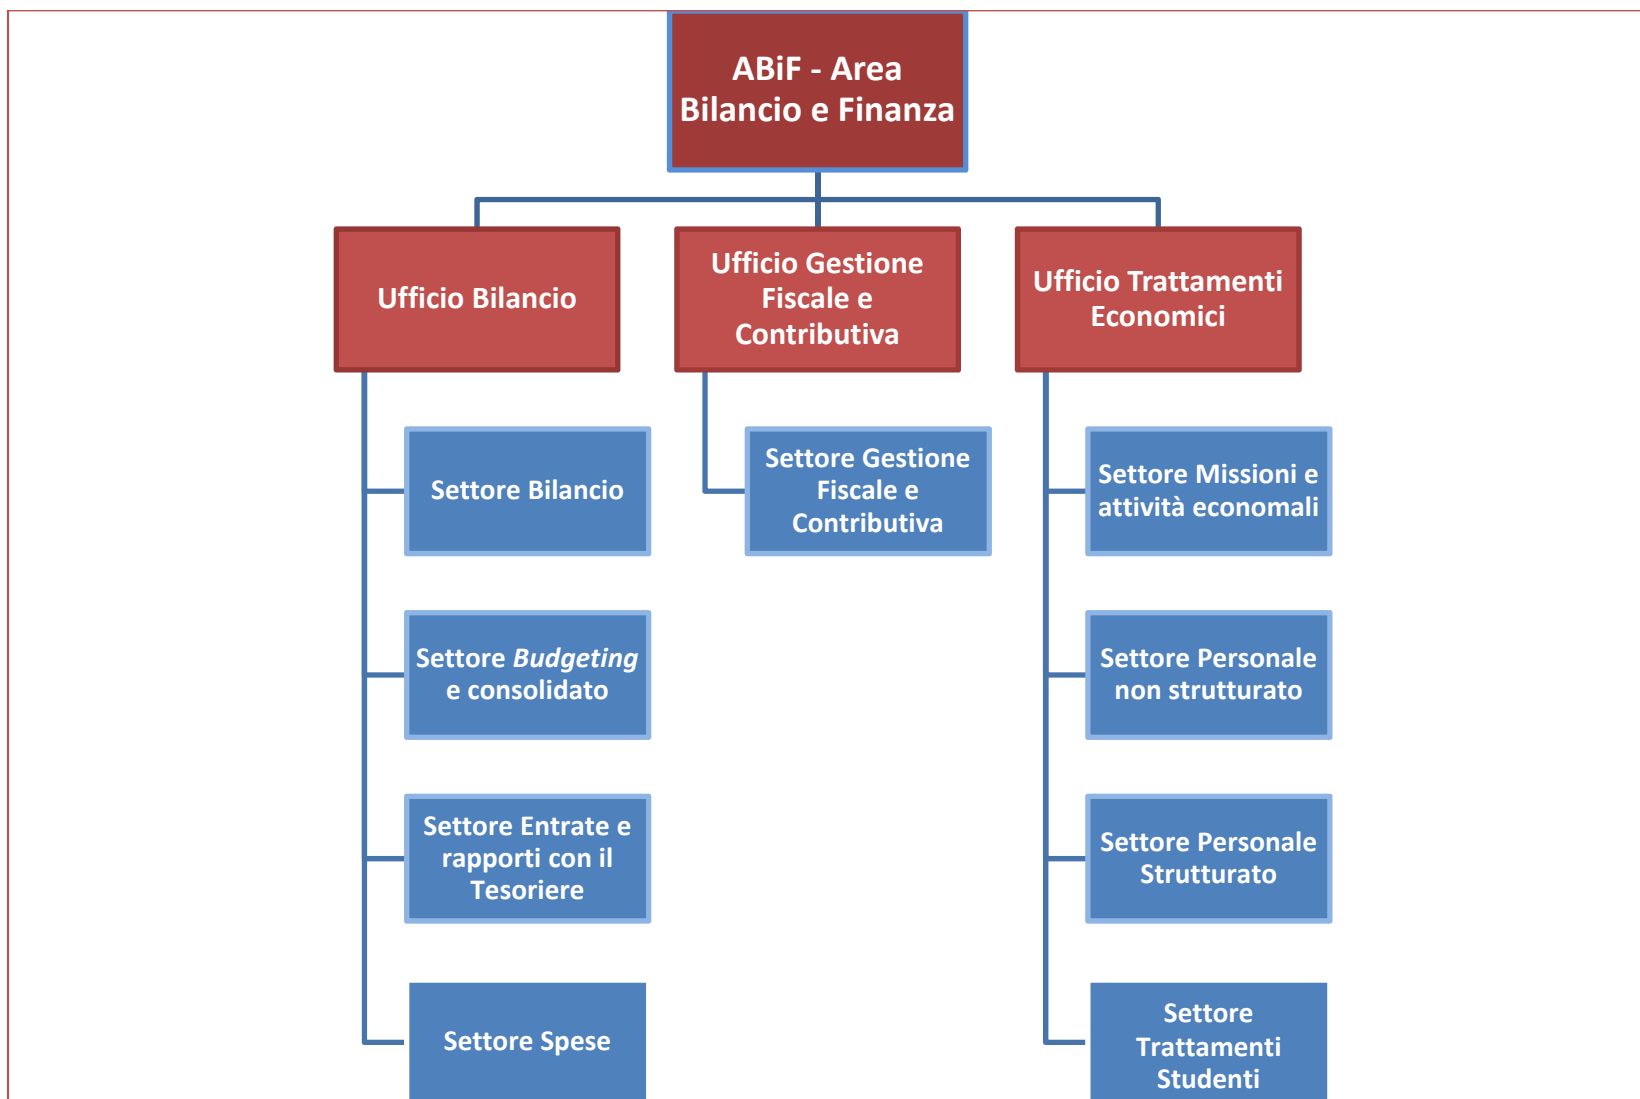 ABiF - Area
Bilancio e Finanza
Ufficio Bilancio
Ufficio Gestione
Fiscale e
Contributiva
Ufficio Trattamenti
Economici
Settore Bilancio
Settore Budgeting
e consolidato
Settore Entrate e
rapporti con il
Tesoriere
Settore Spese
Settore Gestione
Fiscale e
Contributiva
Settore Missioni e
attività economali
Settore Personale
non strutturato
Settore Personale
Strutturato
Settore
Trattamenti
Studenti